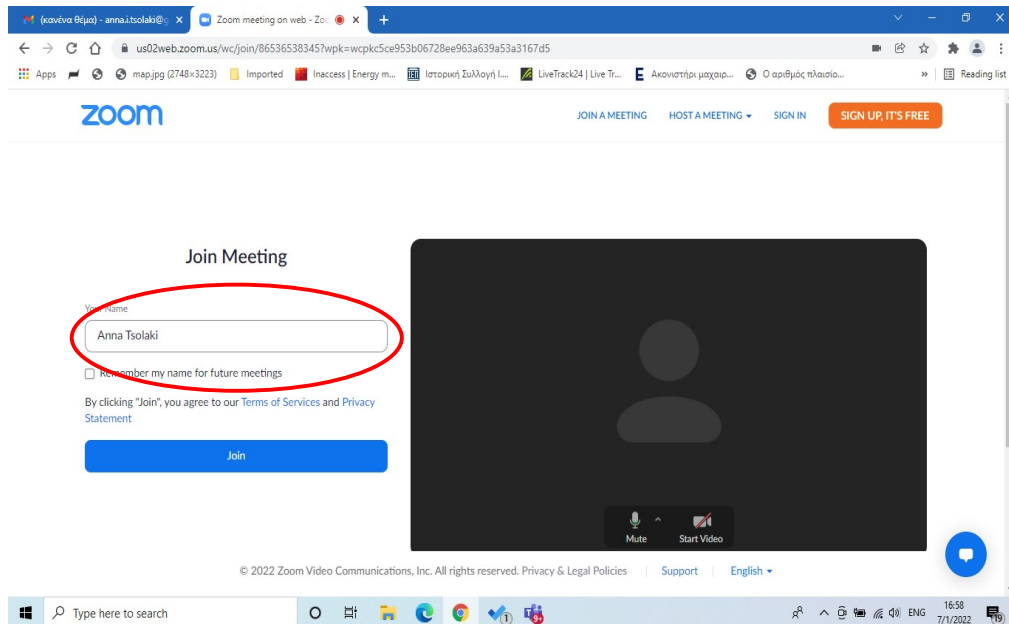 (κανένα θέμα) - anna.i.tsolaki@g
Zoom meeting on web - Zoo
us02web.zoom.us/wc/join/86536538345?wpk=wcpkc5ce953b06728ee963a639a53a3167d5
Apps map.jpg (2748×3223) Imported Inaccess | Energy m... Ιστορική Συλλογή Ι... LiveTrack24 | Live Tr... Ακονιστήρι μαχαιρ... Ο αριθμός πλαισίο... » Reading list
zoom JOIN A MEETING HOST A MEETING SIGN IN SIGN UP, IT'S FREE
Join Meeting
Your Name
Anna Tsolaki
Remember my name for future meetings
By clicking "Join", you agree to our Terms of Services and Privacy
Statement
Join
Mute Start Video
© 2022 Zoom Video Communications, Inc. All rights reserved. Privacy & Legal Policies Support English
Type here to search
1
9+
ENG
16:58
7/1/2022
19